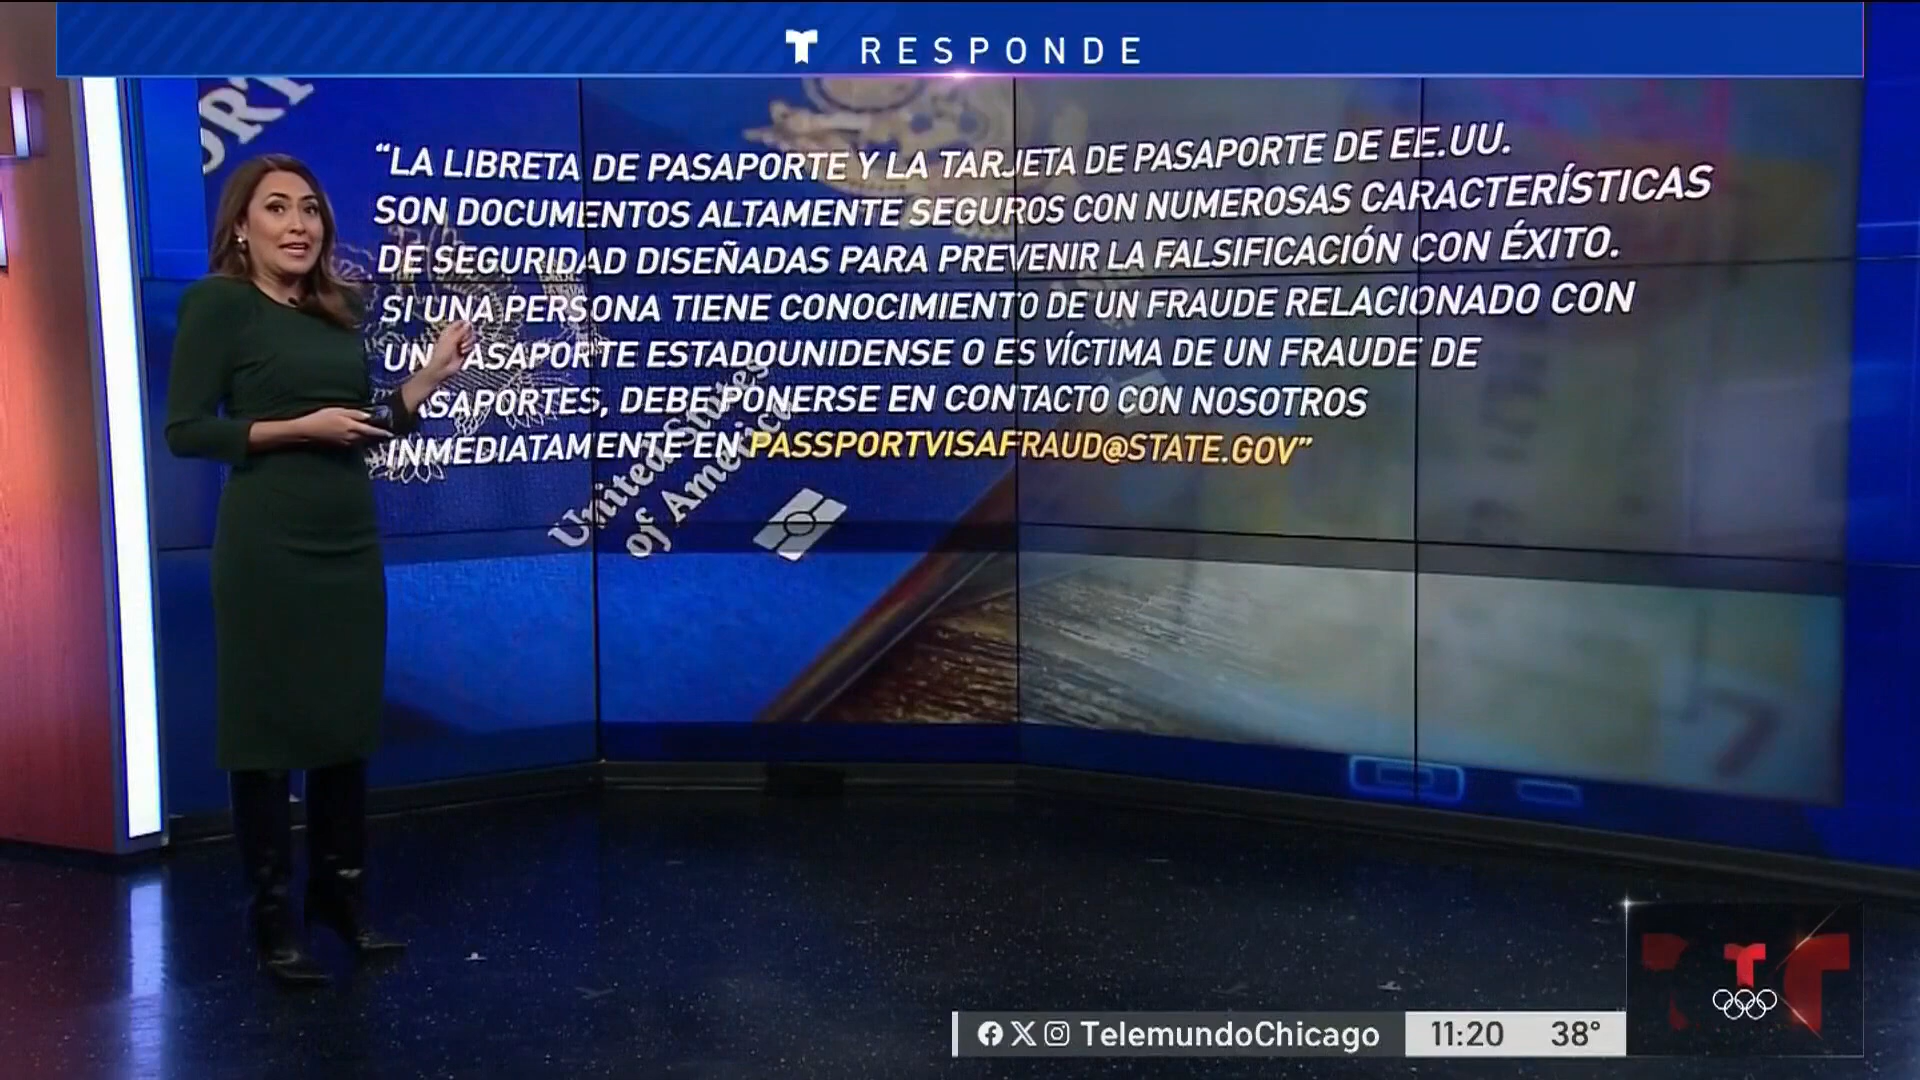 RESPONDE
ORT
“LA LIBRETA DE PASAPORTE Y LA TARJETA DE PASAPORTE DE EE.UU.
SON DOCUMENTOS ALTAMENTE SEGUROS CON NUMEROSAS CARACTERÍSTICAS
DE SEGURIDAD DISEÑADAS PARA PREVENIR LA FALSIFICACIÓN CON ÉXITO.
SI UNA PERSONA TIENE CONOCIMIENTO DE UN FRAUDE RELACIONADO CON
UN PASAPORTE ESTADOUNIDENSE O ES VÍCTIMA DE UN FRAUDE DE
PASAPORTES, DEBE PONERSE EN CONTACTO CON NOSOTROS
INMEDIATAMENTE EN PASSPORTVISAFRAUD@STATE.GOV”
United States
of America
TelemundoChicago
11:20 38°